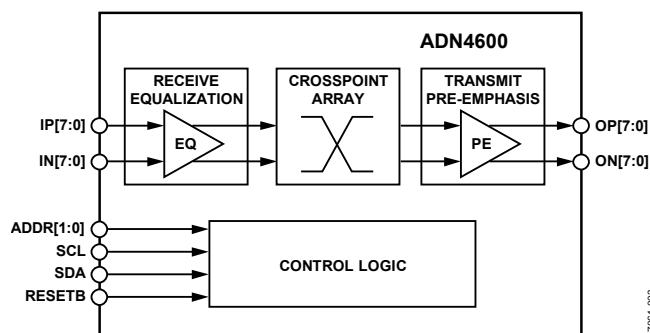 ADN4600
RECEIVE
EQUALIZATION
CROSSPOINT
ARRAY
TRANSMIT
PRE-EMPHASIS
IP[7:0]
IN[7:0]
EQ
PE
OP[7:0]
ON[7:0]
ADDR[1:0]
SCL
SDA
RESETB
CONTROL LOGIC